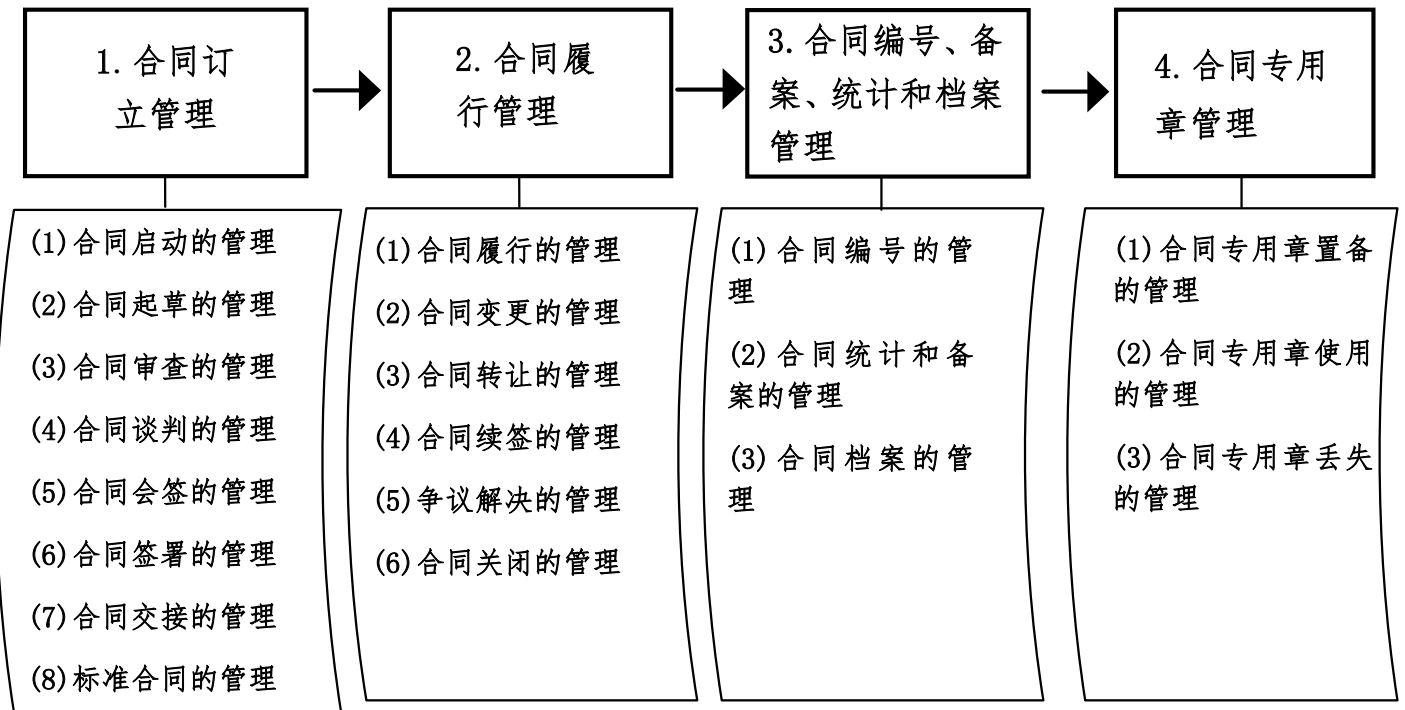 1. 合同订
立管理
2. 合同履
行管理
3. 合同编号、备
案、统计和档案
管理
4. 合同专用
章管理
(1)合同启动的管理
(2)合同起草的管理
(3)合同审查的管理
(4)合同谈判的管理
(5)合同会签的管理
(6)合同签署的管理
(7)合同交接的管理
(8)标准合同的管理
(1)合同履行的管理
(2)合同变更的管理
(3)合同转让的管理
(4)合同续签的管理
(5)争议解决的管理
(6)合同关闭的管理
(1)合同编号的管
理
(2)合同统计和备
案的管理
(3)合同档案的管
理
(1)合同专用章置备
的管理
(2)合同专用章使用
的管理
(3)合同专用章丢失
的管理